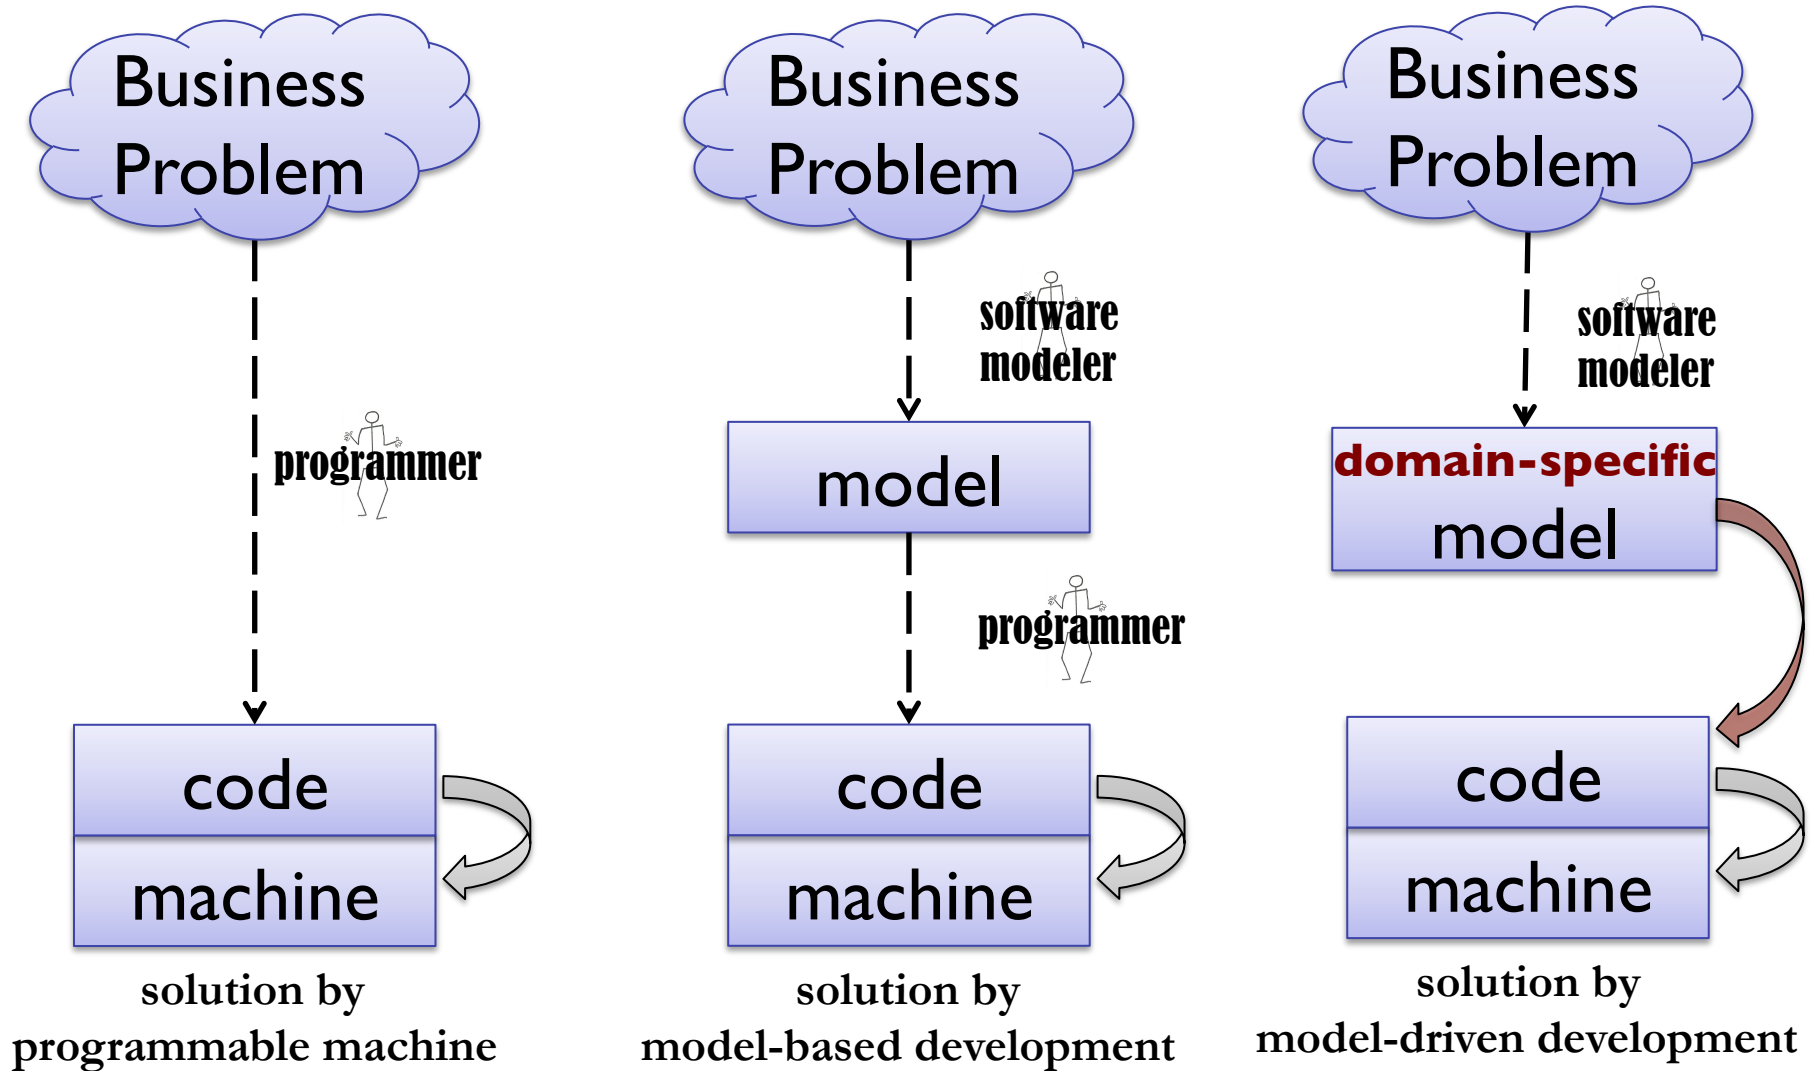 Business
Problem
programmer
code
machine
solution by
programmable machine
Business
Problem
software
modeler
model
programmer
code
machine
solution by
model-based development
Business
Problem
software
modeler
domain-specific
model
code
machine
solution by
model-driven development